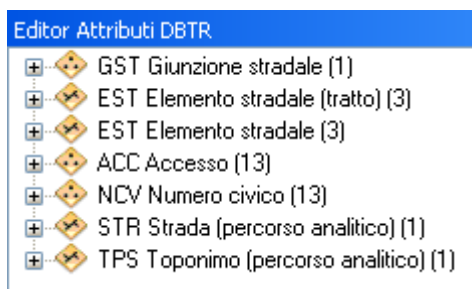 Editor Attributi DBTR
GST Giunzione stradale (1)
EST Elemento stradale (tratto) (3)
EST Elemento stradale (3)
ACC Accesso (13)
NCV Numero civico (13)
STR Strada (percorso analitico) (1)
TPS Toponimo (percorso analitico) (1)